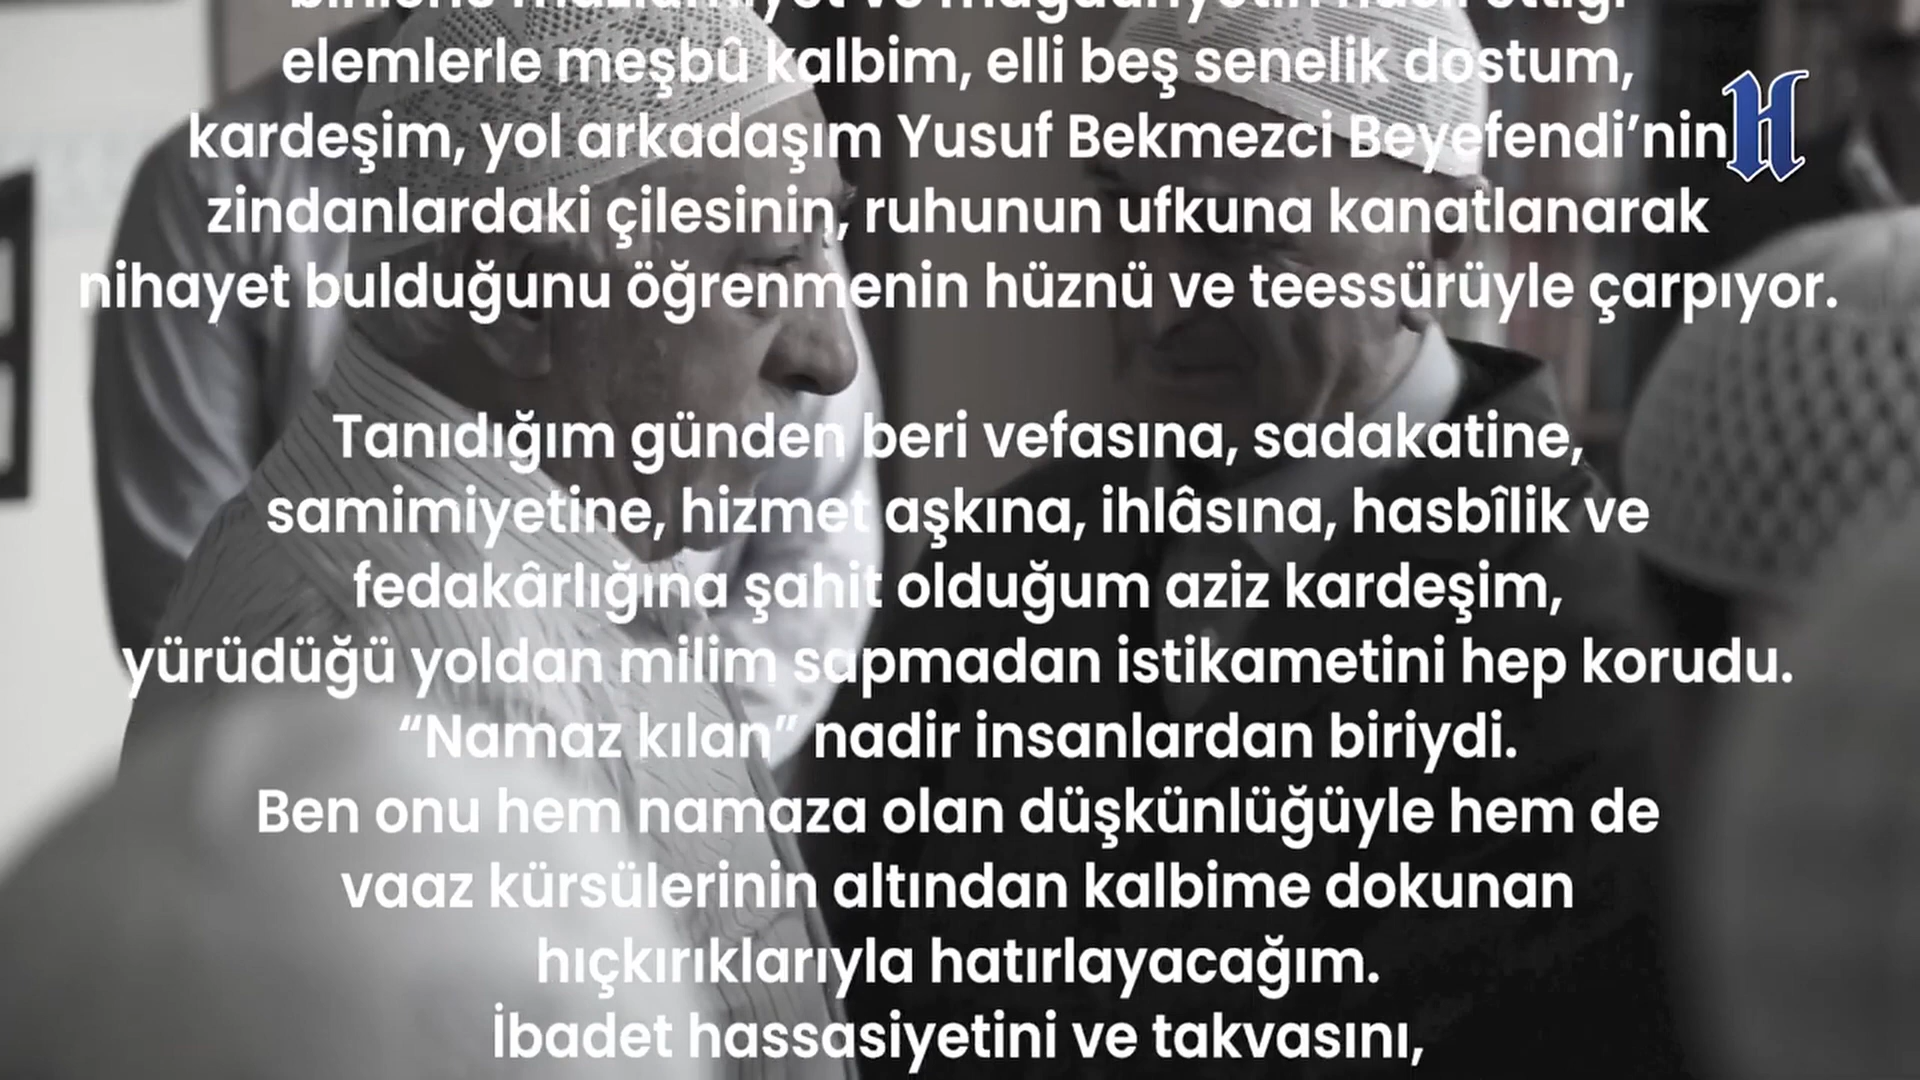 elemlerle meşbû kalbim, elli beş senelik dostum,
kardeşim, yol arkadaşım Yusuf Bekmezci Beyefendi’nin
H
zindanlardaki çilesinin, ruhunun ufkuna kanatlanarak
nihayet bulduğunu öğrenmenin hüznü ve teessürüyle çarpıyor.
Tanıdığım günden beri vefasına, sadakatine,
samimiyetine, hizmet aşkına, ihlâsına, hasbîlik ve
fedakârlığına şahit olduğum aziz kardeşim,
yürüdüğü yoldan milim sapmadan istikametini hep korudu.
“Namaz kılan” nadir insanlardan biriydi.
Ben onu hem namaza olan düşkünlüğüyle hem de
vaaz kürsülerinin altından kalbime dokunan
hıçkırıklarıyla hatırlayacağım.
İbadet hassasiyetini ve takvasını,